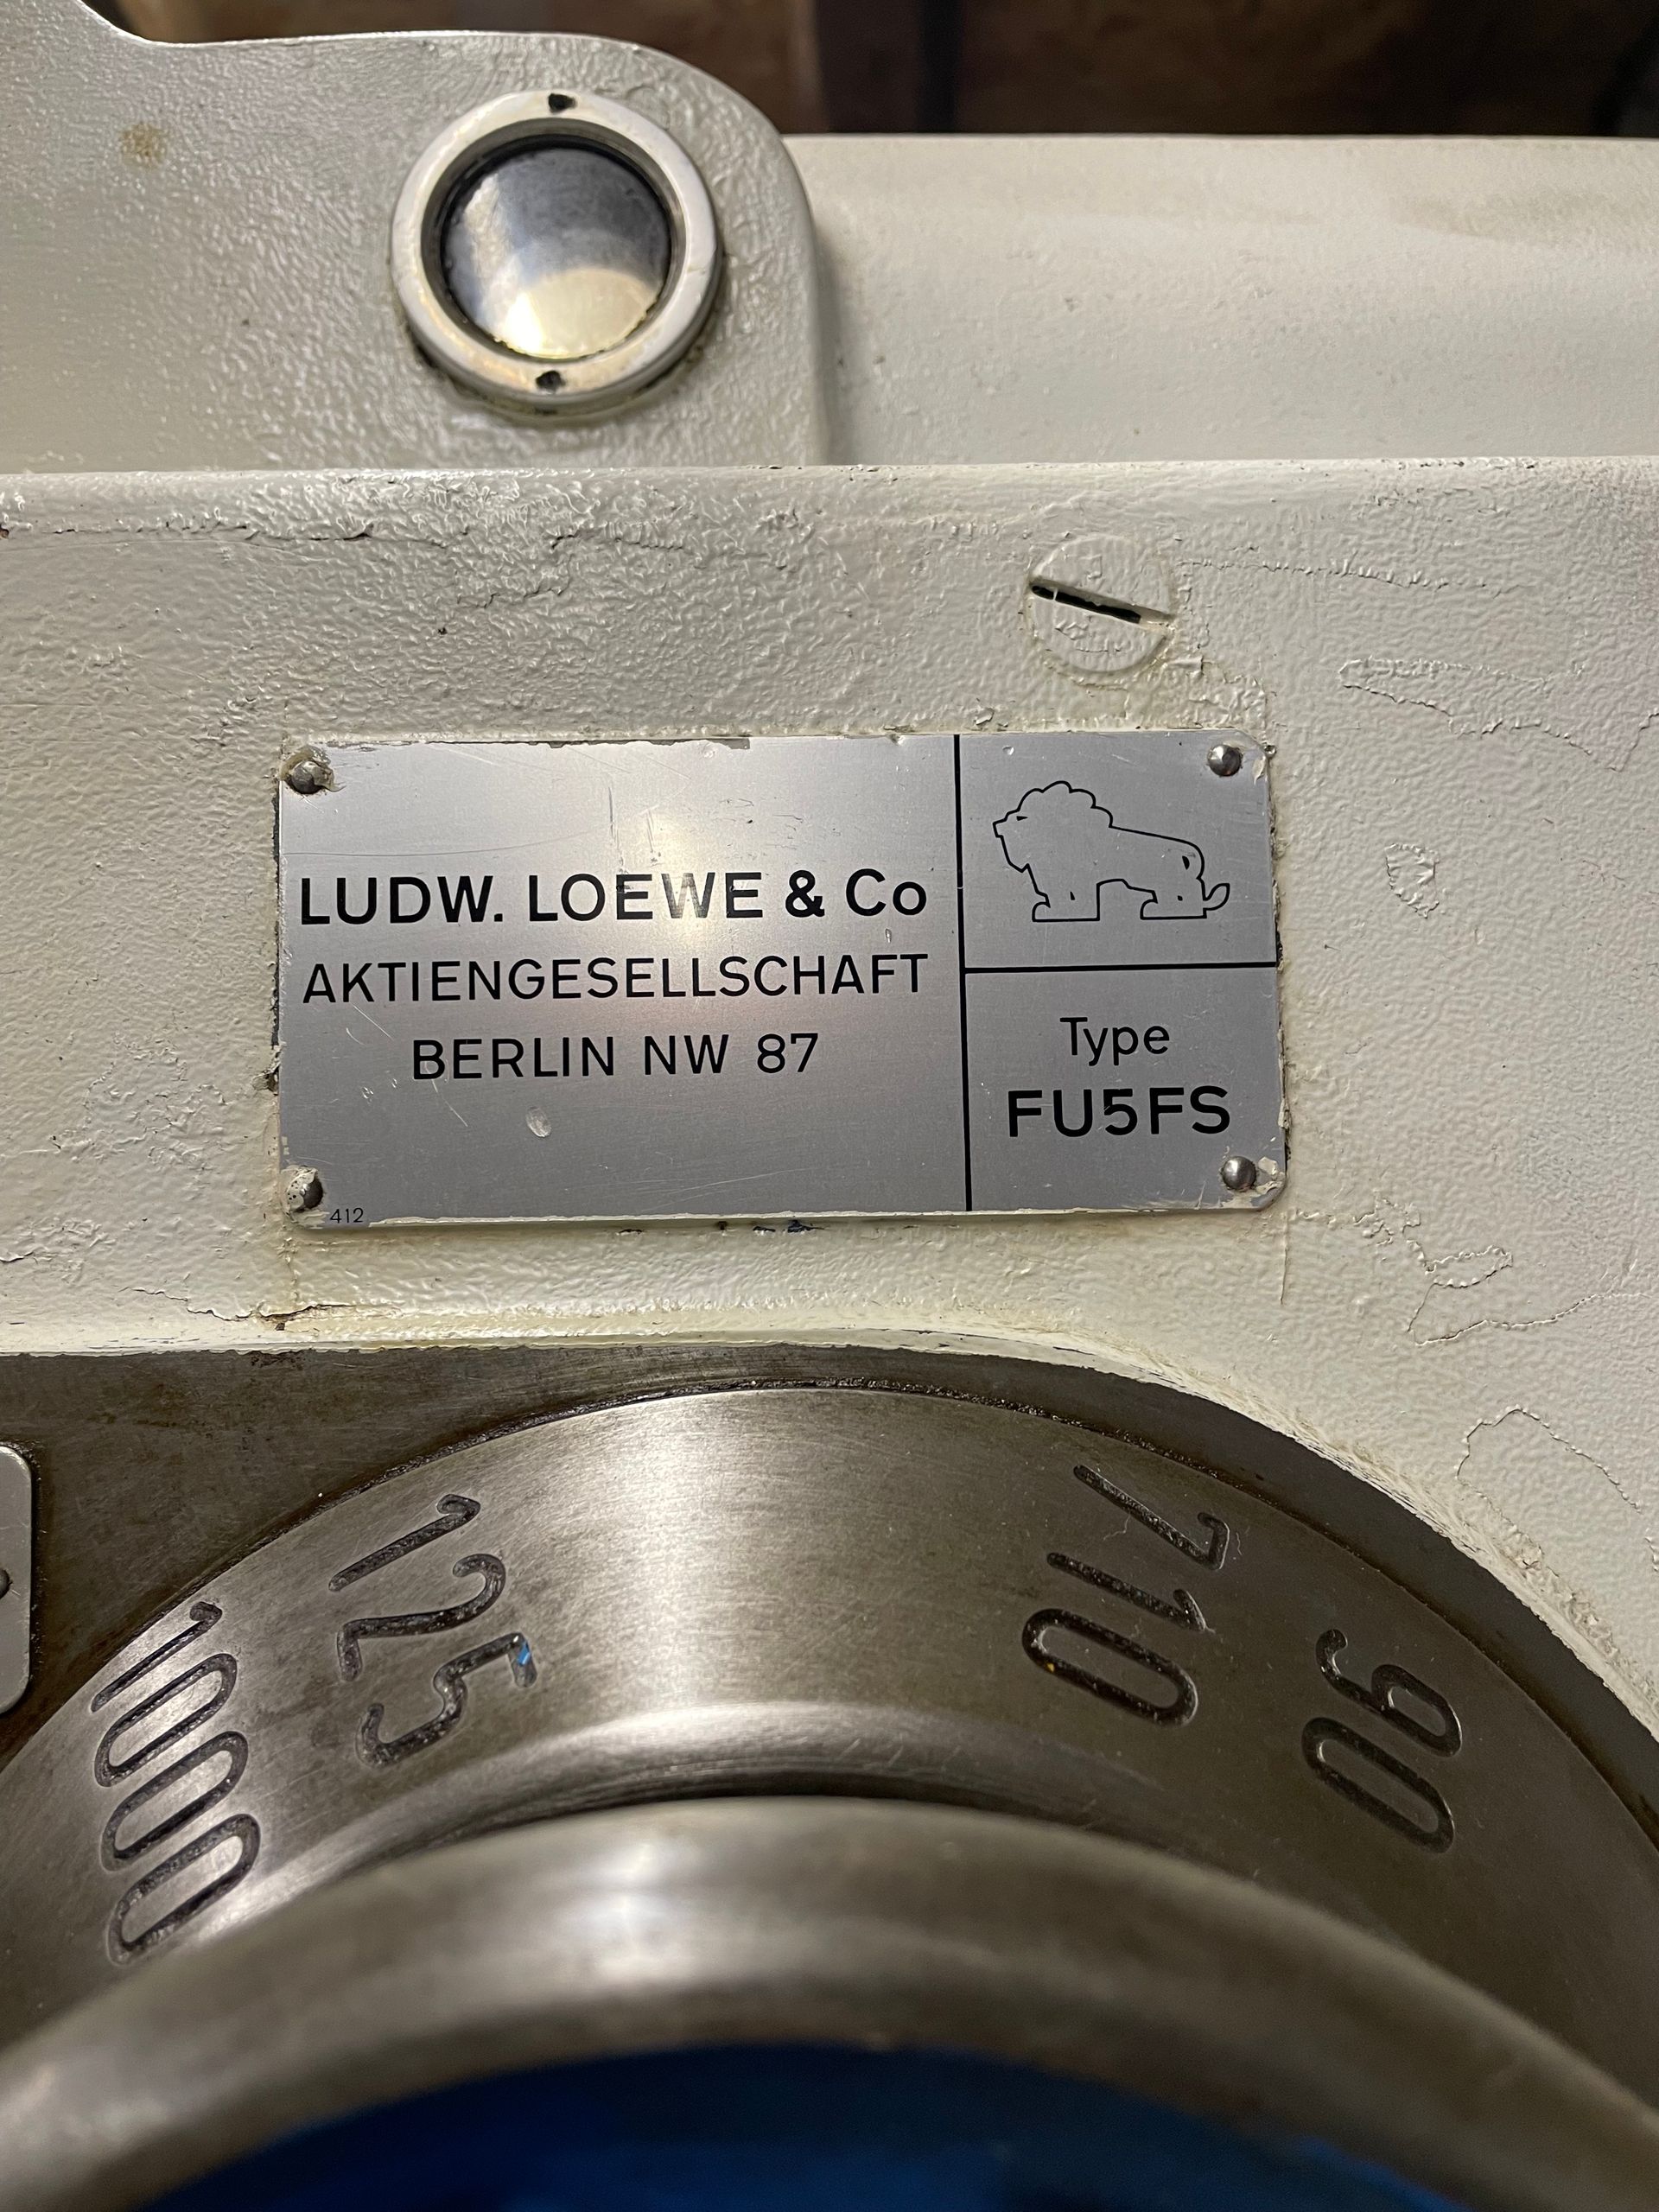 LUDW. LOEWE & Co
AKTIENGESELLSCHAFT
BERLIN NW 87
412
Type
FU5FS
1000
125
710
90